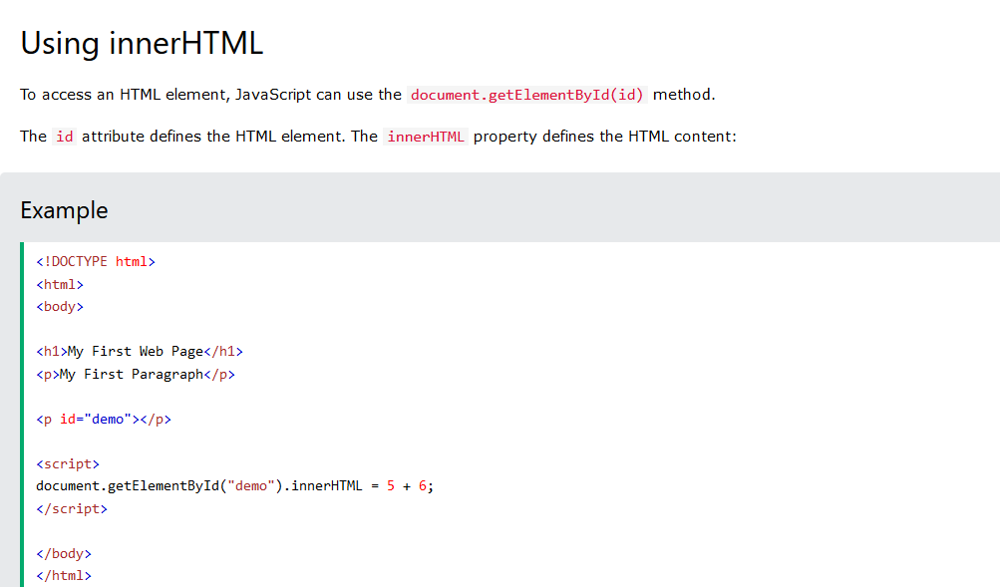 Using innerHTML
To access an HTML element, JavaScript can use the document.getElementById(id) method.
The id attribute defines the HTML element. The innerHTML property defines the HTML content:
Example
<!DOCTYPE html>
<html>
<body>
<h1>My First Web Page</h1>
<p>My First Paragraph</p>
<p id="demo"></p>
<script>
document.getElementById("demo").innerHTML = 5 + 6;
</script>
</body>
</html>